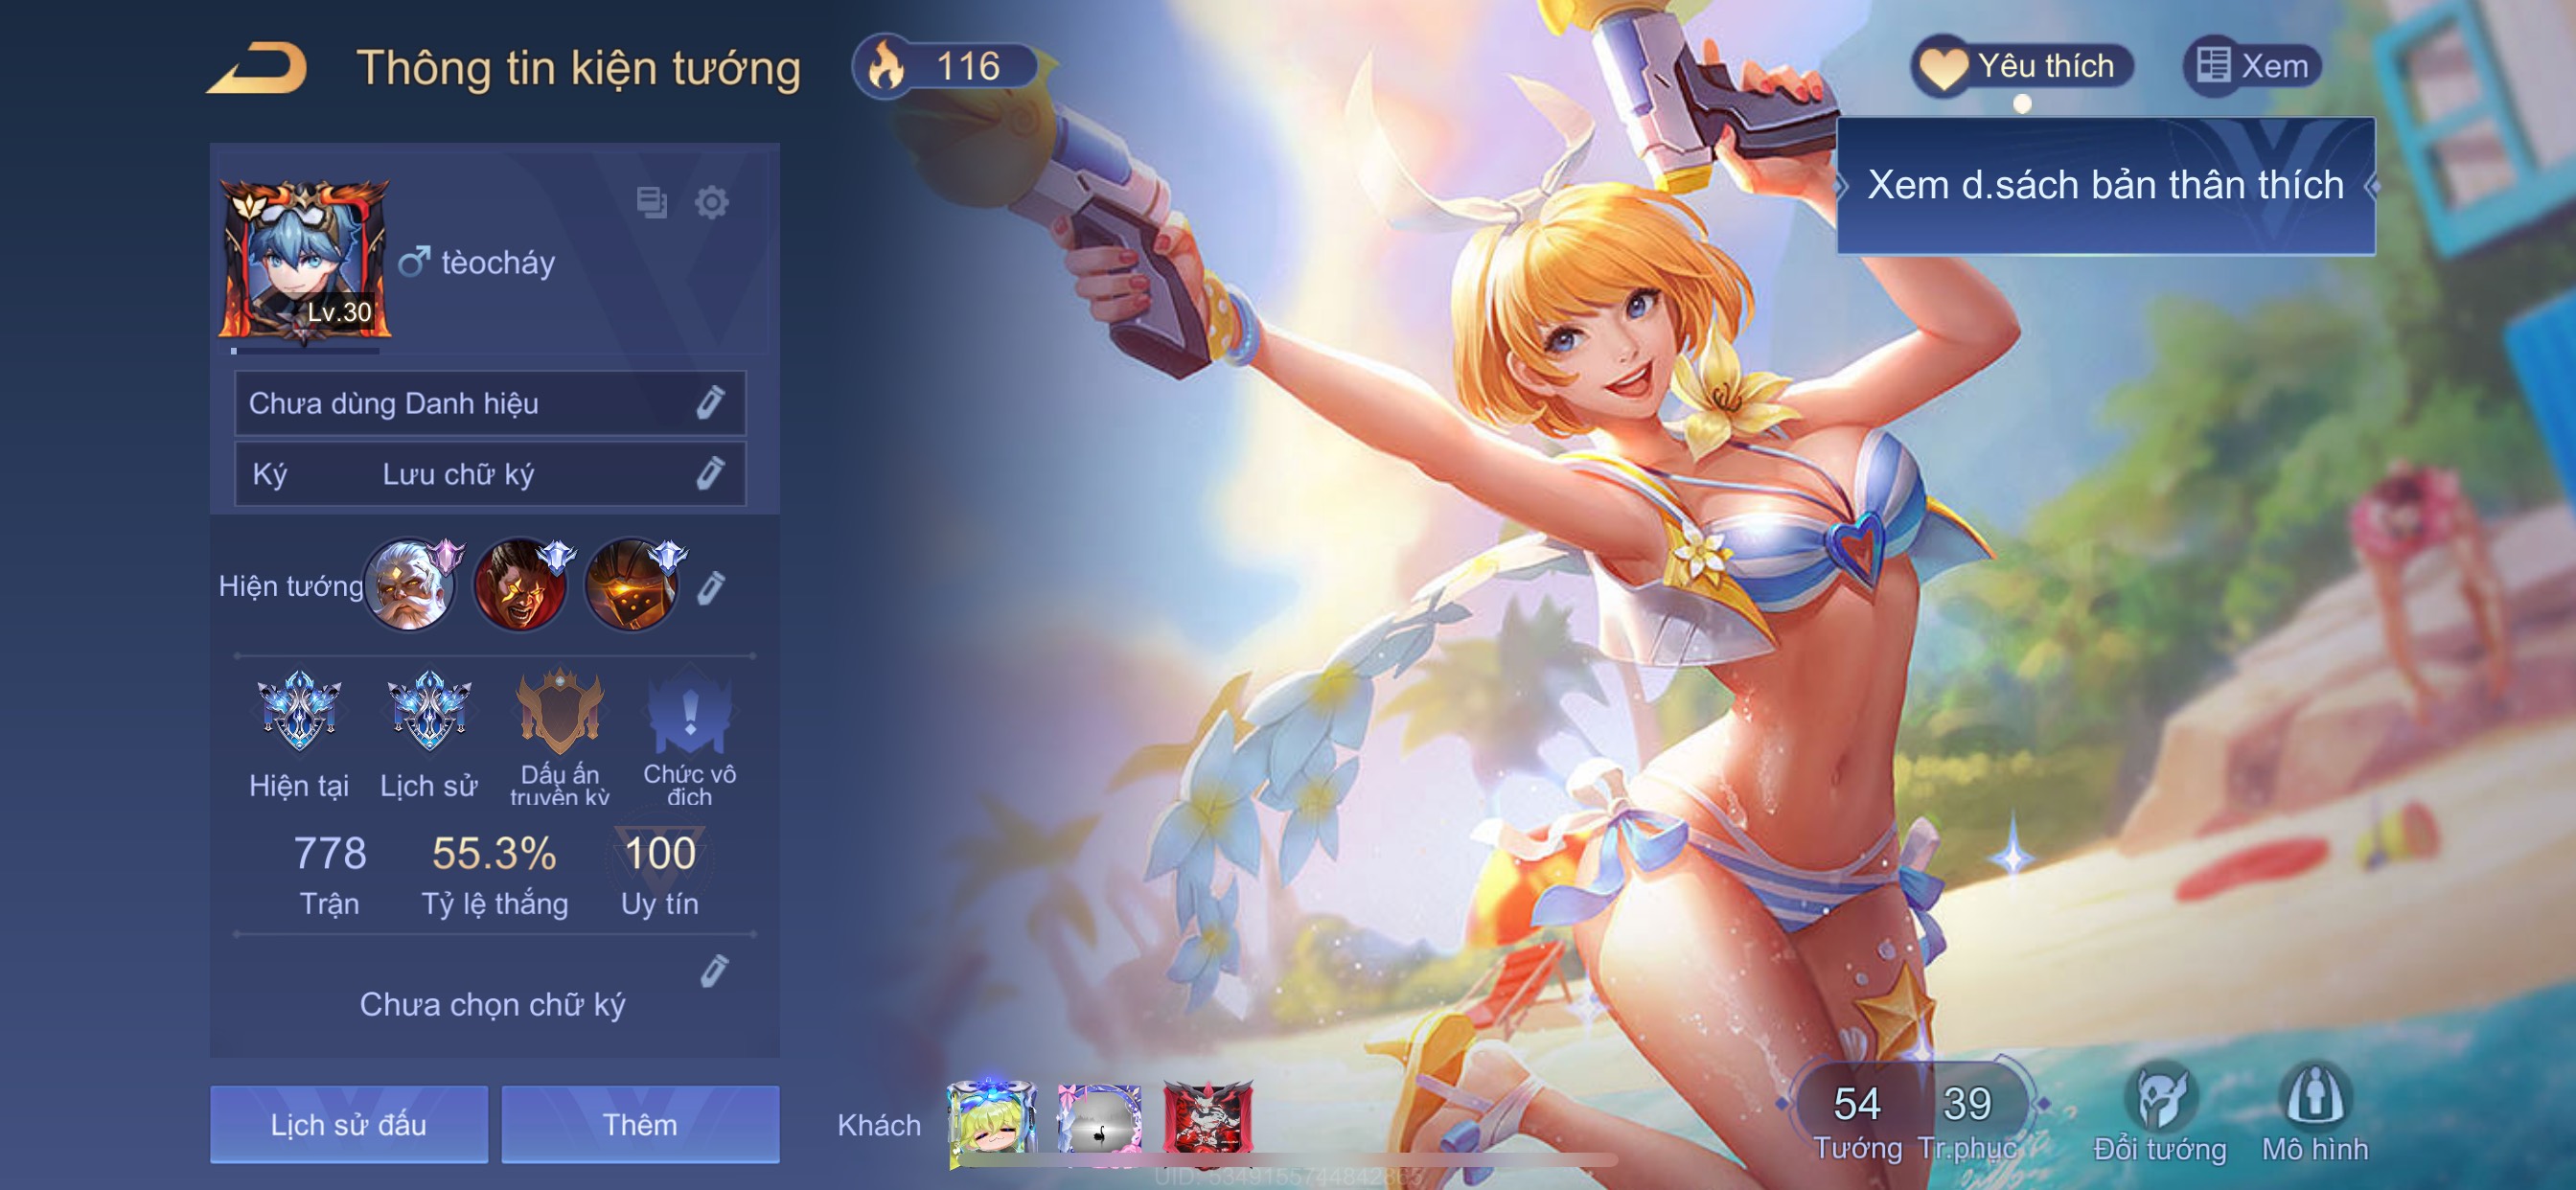 Thông tin kiện tướng
116
Yêu thích
Xem
Xem d.sách bản thân thích
Lv.30
tèocháy
Chưa dùng Danh hiệu
Ký Lưu chữ ký
Hiện tướng
Hiện tại
Lịch sử
Dấu ấn
truyền kỳ
Chức vô
địch
778
Trận
55.3%
Tỷ lệ thắng
100
Uy tín
Chưa chọn chữ ký
Lịch sử đấu
Thêm
Khách
54
Tướng
39
Tr.phục
Đổi tướng
Mô hình
UID: